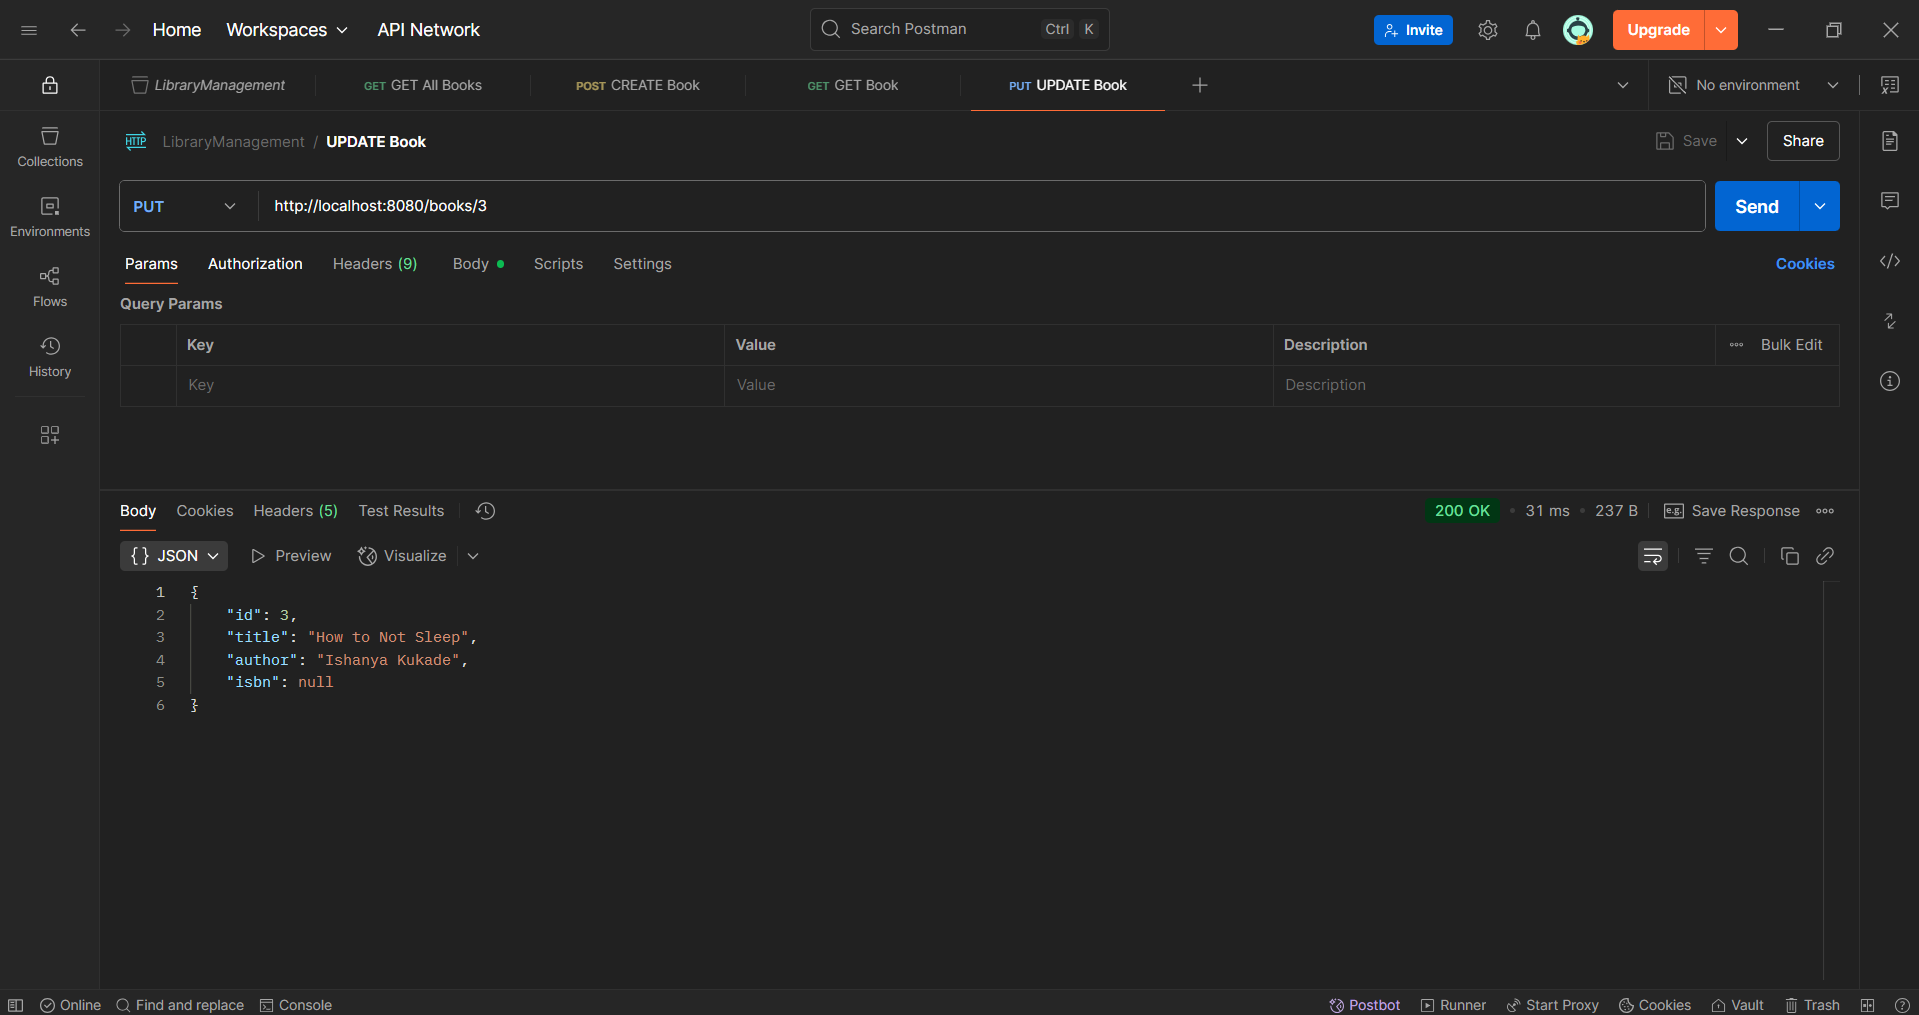 Home Workspaces API Network Search Postman Ctrl K Invite Upgrade
LibraryManagement GET GET All Books POST CREATE Book GET GET Book PUT UPDATE Book No environment
HTTP LibraryManagement / UPDATE Book Save Share
Collections
PUT http://localhost:8080/books/3 Send
Environments
Params Authorization Headers (9) Body Scripts Settings Cookies
Flows
Query Params
Key Value Description Bulk Edit
History
Key Value Description
Body Cookies Headers (5) Test Results 200 OK • 31 ms • 237 B e.g. Save Response
{} JSON Preview Visualize
1 {
2 "id": 3,
3 "title": "How to Not Sleep",
4 "author": "Ishanya Kukade",
5 "isbn": null
6 }
Online Find and replace Console Postbot Runner Start Proxy Cookies Vault Trash